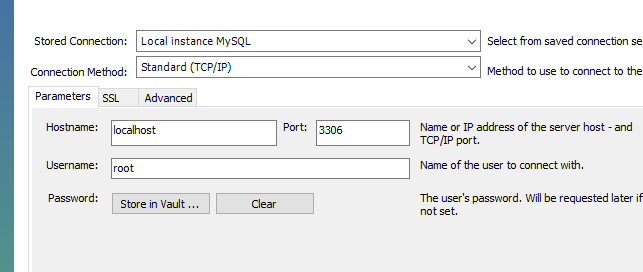 Stored Connection: Local instance MySQL Select from saved connection se
Connection Method: Standard (TCP/IP) Method to use to connect to the
Parameters SSL Advanced
Hostname: localhost Port: 3306 Name or IP address of the server host - and
TCP/IP port.
Username: root Name of the user to connect with.
Password: Store in Vault ... Clear The user's password. Will be requested later if
not set.